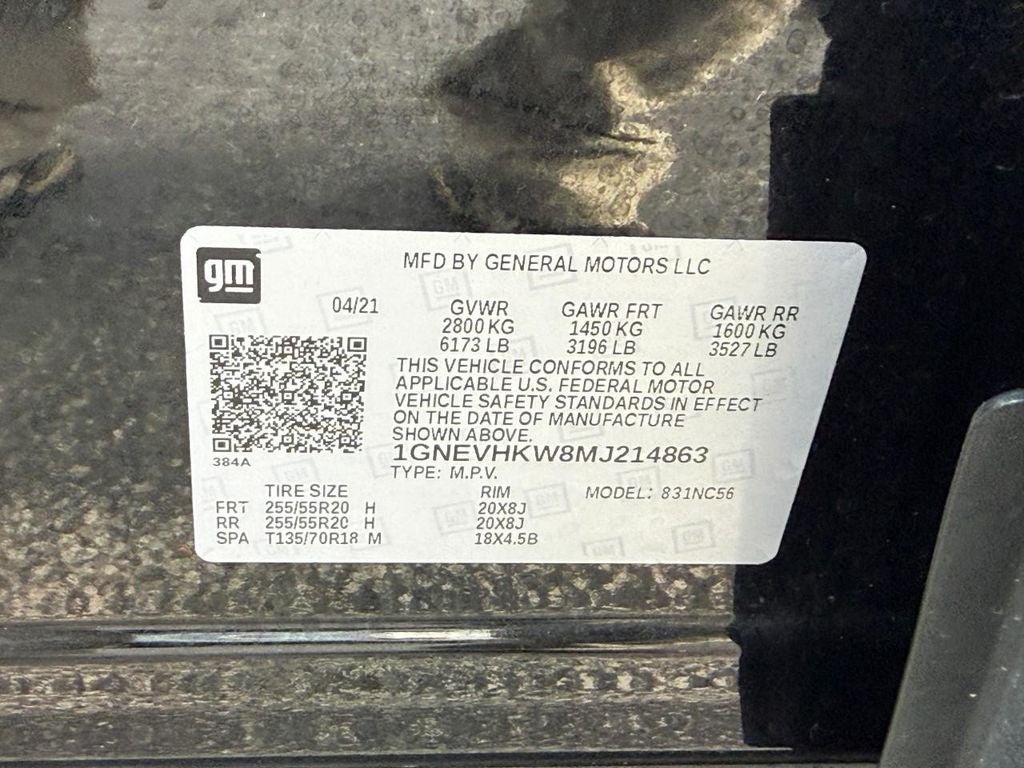 gm
MFD BY GENERAL MOTORS LLC
04/21 GVWR GAWR FRT GAWR RR
2800 KG 1450 KG 1600 KG
6173 LB 3196 LB 3527 LB
THIS VEHICLE CONFORMS TO ALL
APPLICABLE U.S. FEDERAL MOTOR
VEHICLE SAFETY STANDARDS IN EFFECT
ON THE DATE OF MANUFACTURE
SHOWN ABOVE.
1GNEVHKW8MJ214863
384A
TYPE: M.P.V.
TIRE SIZE RIM MODEL: 831NC56
FRT 255/55R20 H 20X8J
RR 255/55R20 H 20X8J
SPA T135/70R18 M 18X4.5B